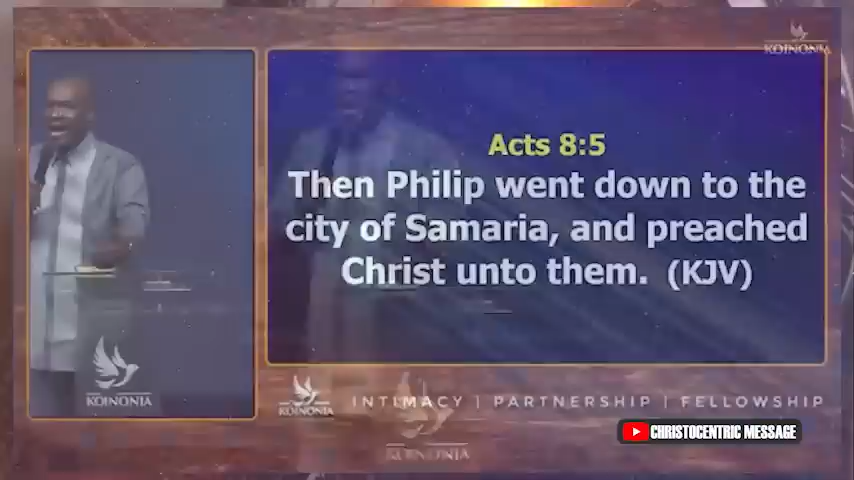 KOINONIA
Acts 8:5
Then Philip went down to the
city of Samaria, and preached
Christ unto them. (KJV)
KOINONIA
KOINONIA
INTIMACY | PARTNERSHIP | FELLOWSHIP
CHRISTOCENTRIC MESSAGE
KOINONIA